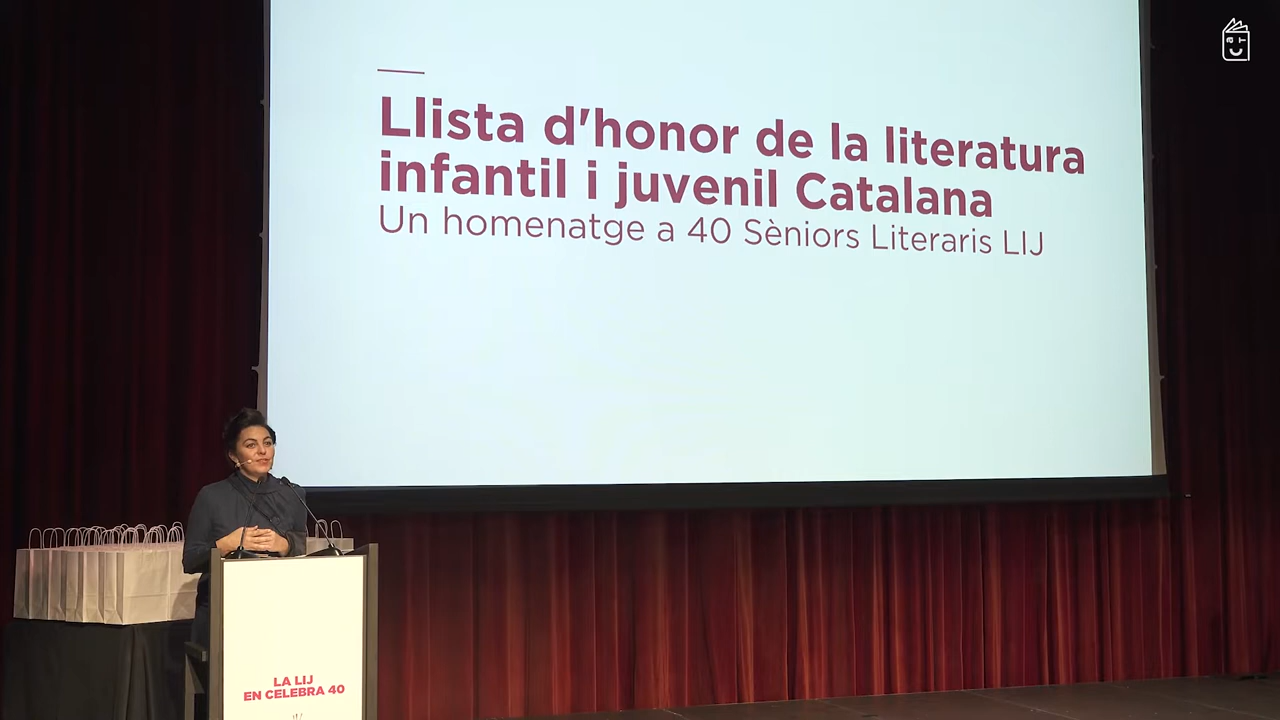 Llista d'honor de la literatura
infantil i juvenil Catalana
Un homenatge a 40 Sèniors Literaris LIJ
LA LIJ
EN CELEBRA 40